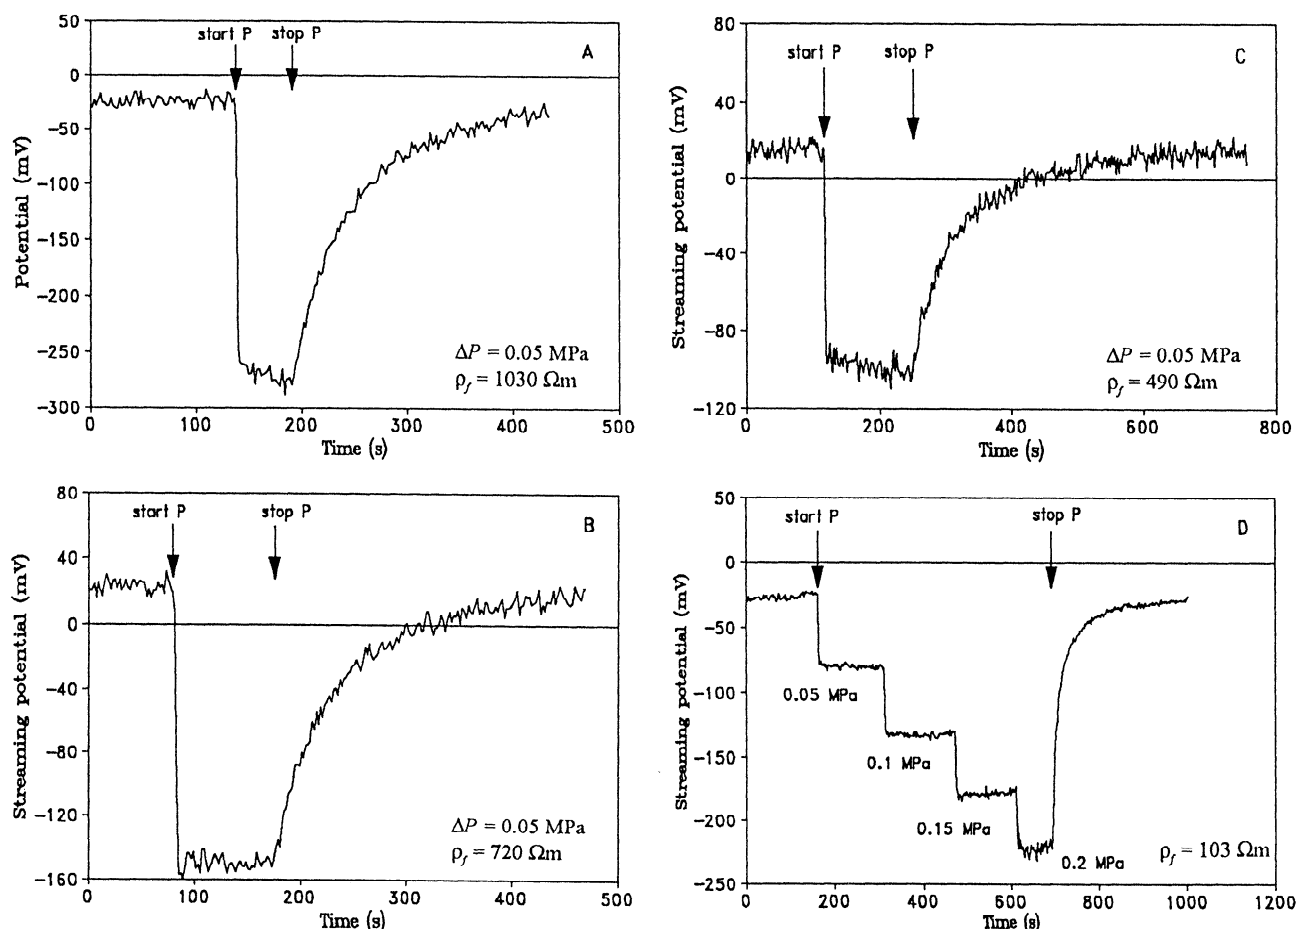 A
start P
stop P
50
0
−50
−100
−150
−200
−250
−300
Potential (mV)
ΔP = 0.05 MPa
ρf = 1030 Ωm
0 100 200 300 400 500
Time (s)
C
start P
stop P
80
40
0
−40
−80
−120
Streaming potential (mV)
ΔP = 0.05 MPa
ρf = 490 Ωm
0 200 400 600 800
Time (s)
B
start P
stop P
80
40
0
−40
−80
−120
−160
Streaming potential (mV)
ΔP = 0.05 MPa
ρf = 720 Ωm
0 100 200 300 400 500
Time (s)
D
start P
stop P
50
0
−50
−100
−150
−200
−250
Streaming potential (mV)
0.05 MPa
0.1 MPa
0.15 MPa
0.2 MPa
ρf = 103 Ωm
0 200 400 600 800 1000 1200
Time (s)